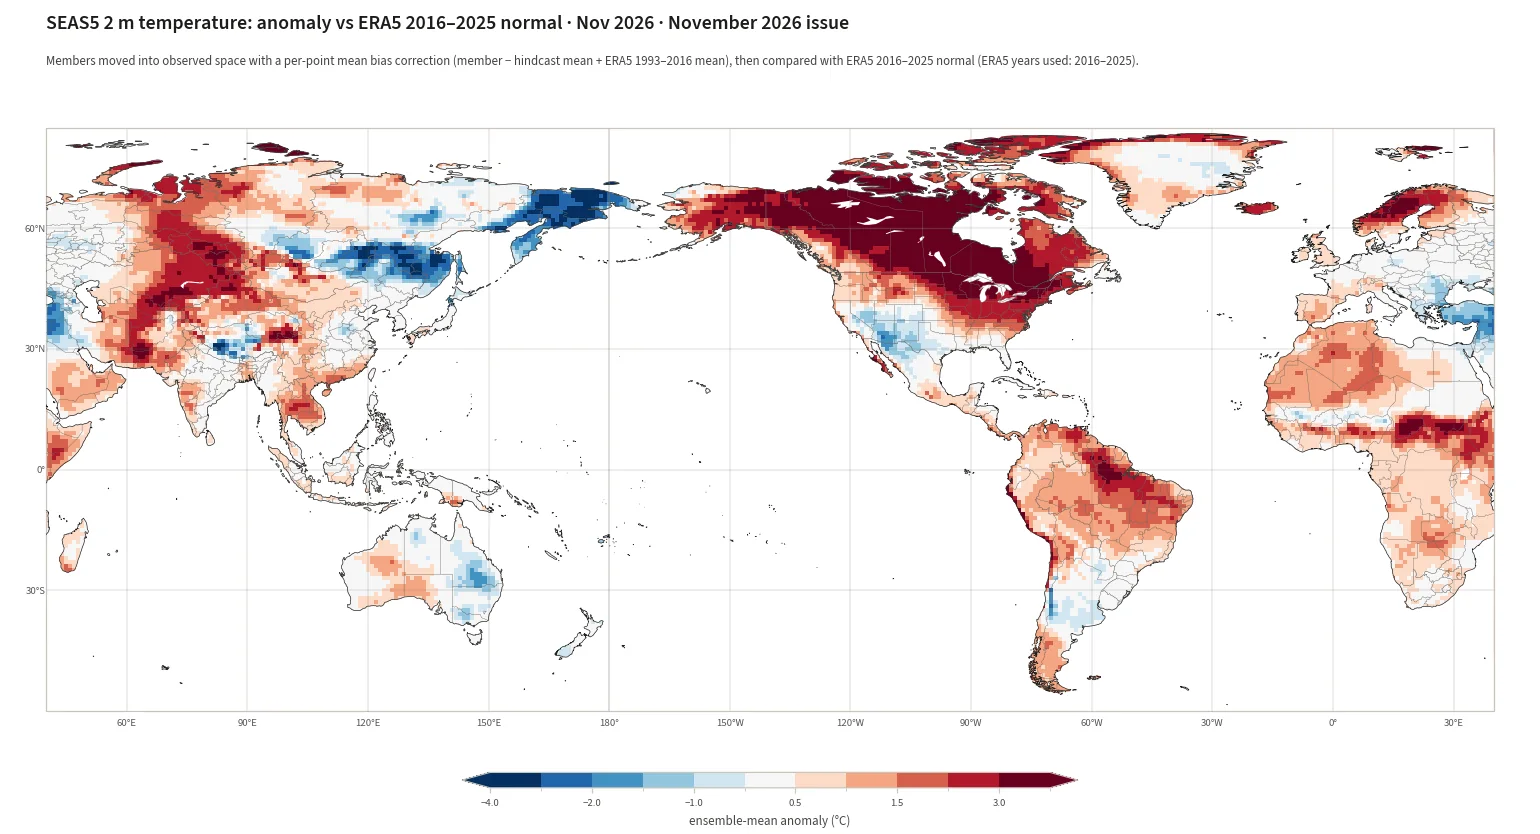 SEAS5 2 m temperature: anomaly vs ERA5 2016–2025 normal · Nov 2026 · November 2026 issue
Members moved into observed space with a per-point mean bias correction (member − hindcast mean + ERA5 1993–2016 mean), then compared with ERA5 2016–2025 normal (ERA5 years used: 2016–2025).
60°N
30°N
0°
30°S
60°E 90°E 120°E 150°E 180° 150°W 120°W 90°W 60°W 30°W 0° 30°E
−4.0 −2.0 −1.0 0.5 1.5 3.0
ensemble-mean anomaly (°C)